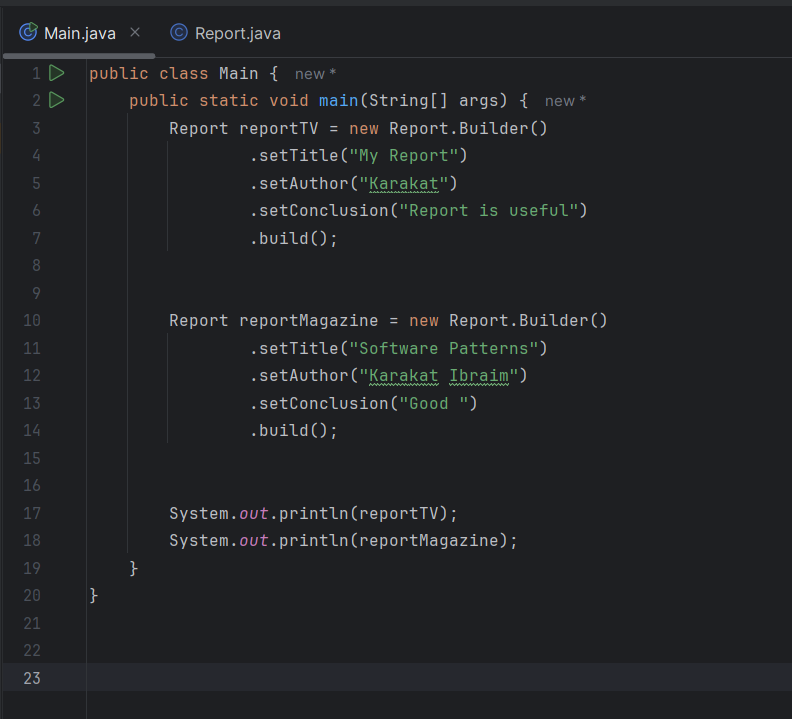 Main.java × Report.java
1 public class Main { new *
2 public static void main(String[] args) { new *
3 Report reportTV = new Report.Builder()
4 .setTitle("My Report")
5 .setAuthor("Karakat")
6 .setConclusion("Report is useful")
7 .build();
8
9
10 Report reportMagazine = new Report.Builder()
11 .setTitle("Software Patterns")
12 .setAuthor("Karakat Ibraim")
13 .setConclusion("Good ")
14 .build();
15
16
17 System.out.println(reportTV);
18 System.out.println(reportMagazine);
19 }
20 }
21
22
23